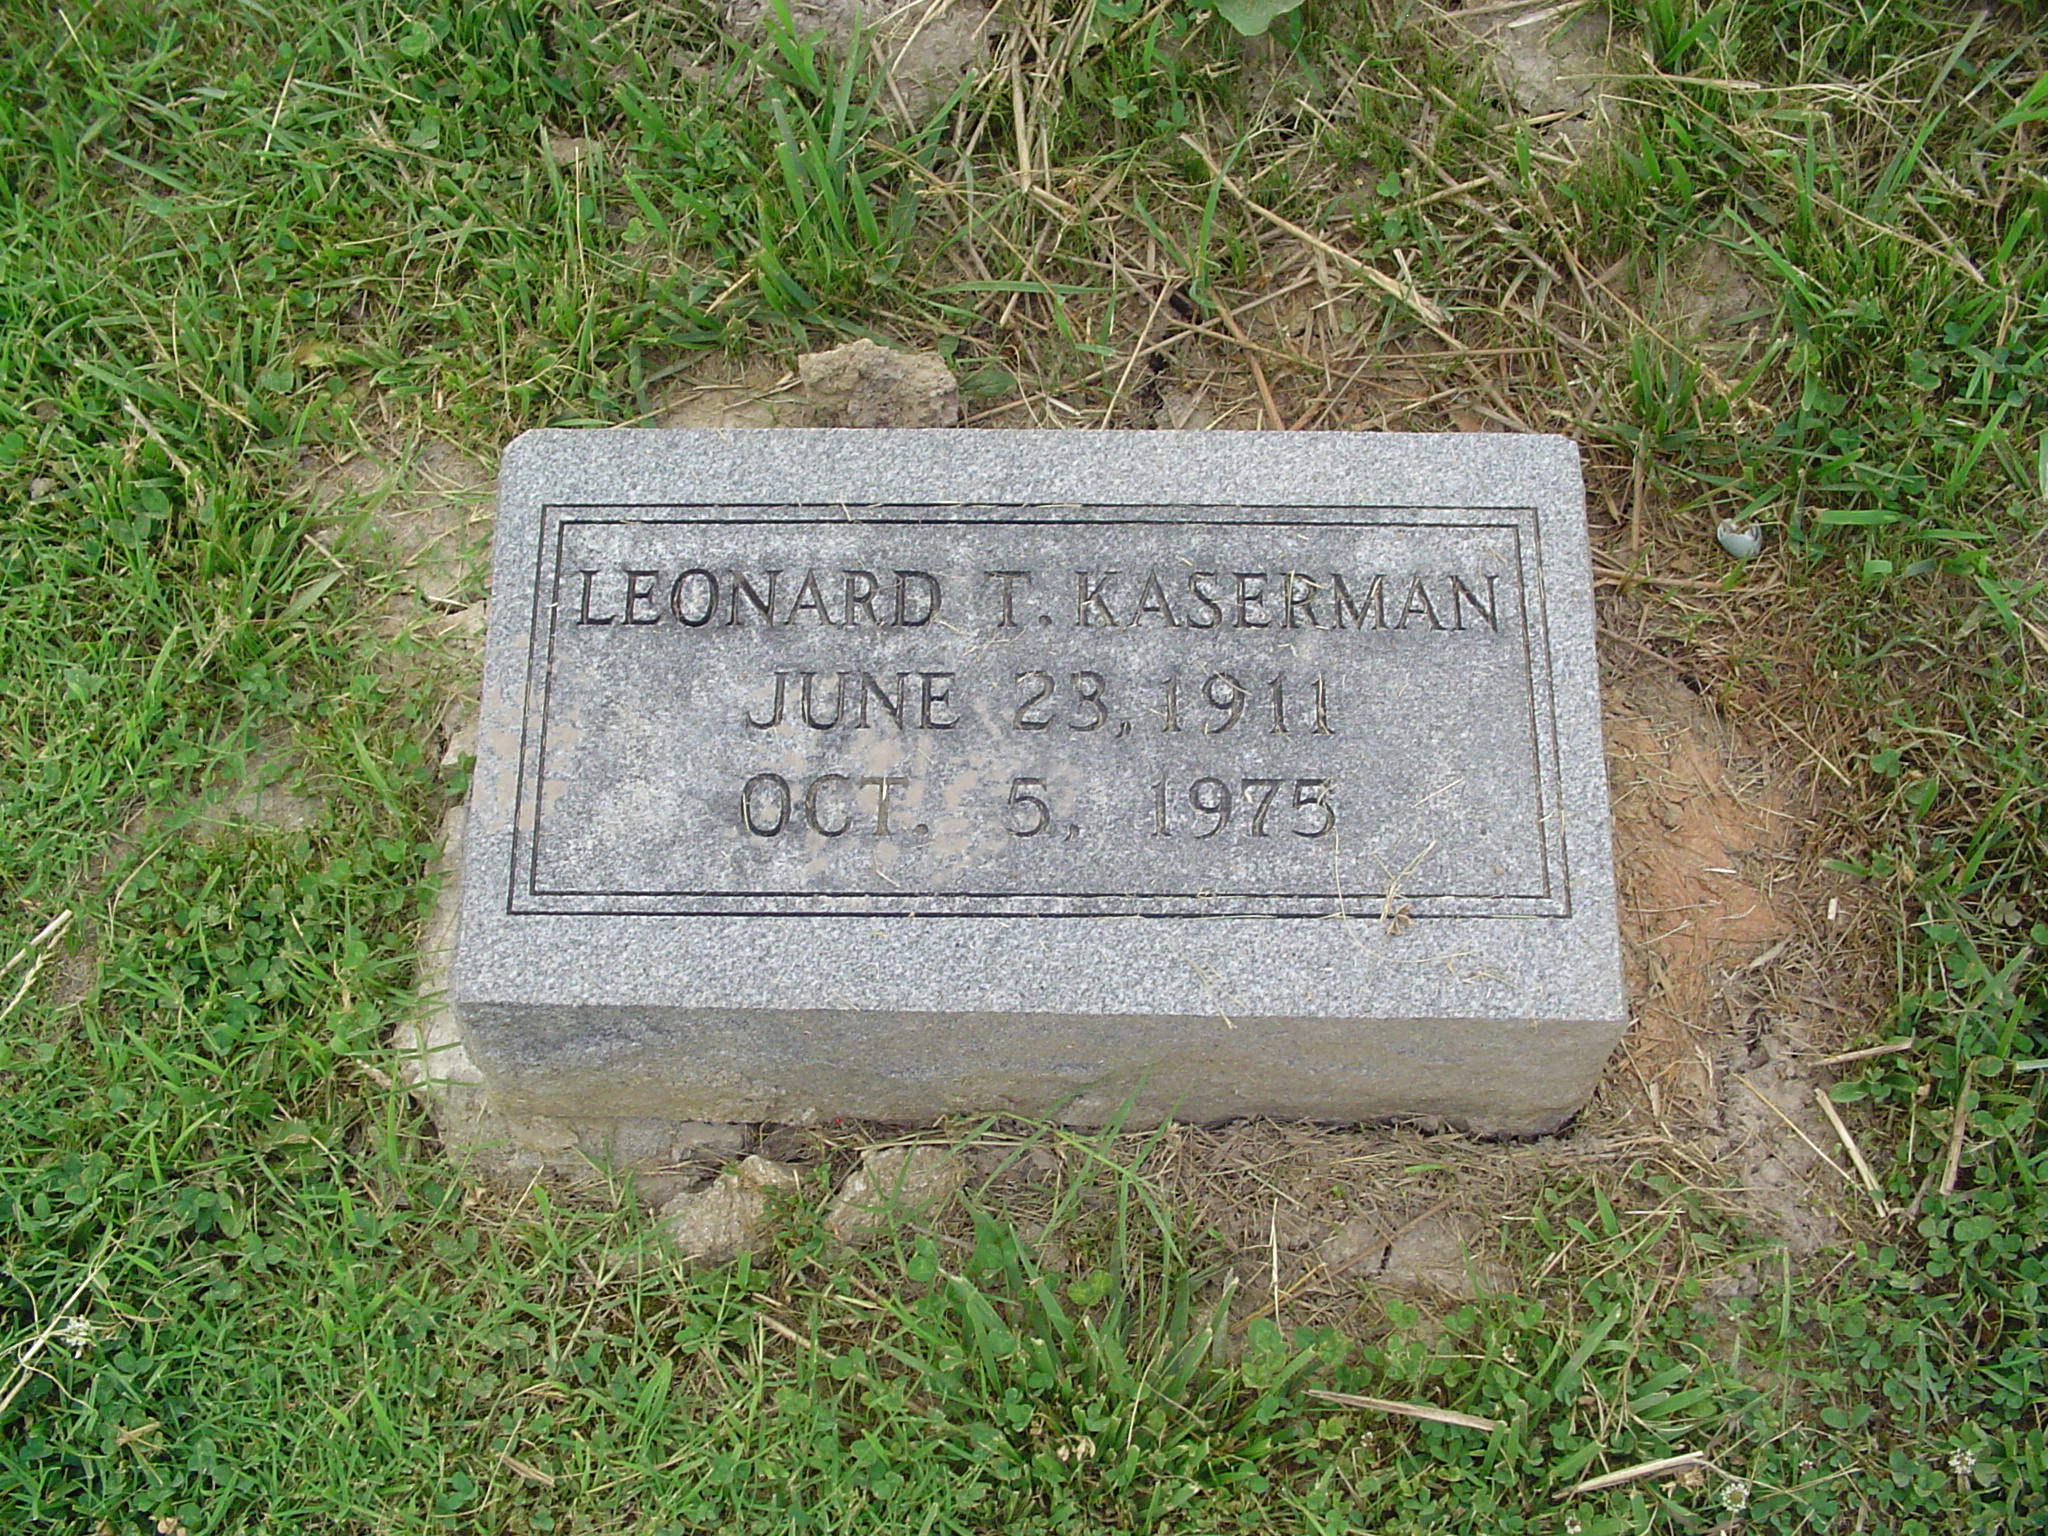 LEONARD T. KASERMAN
JUNE 23, 1911
OCT. 5, 1975